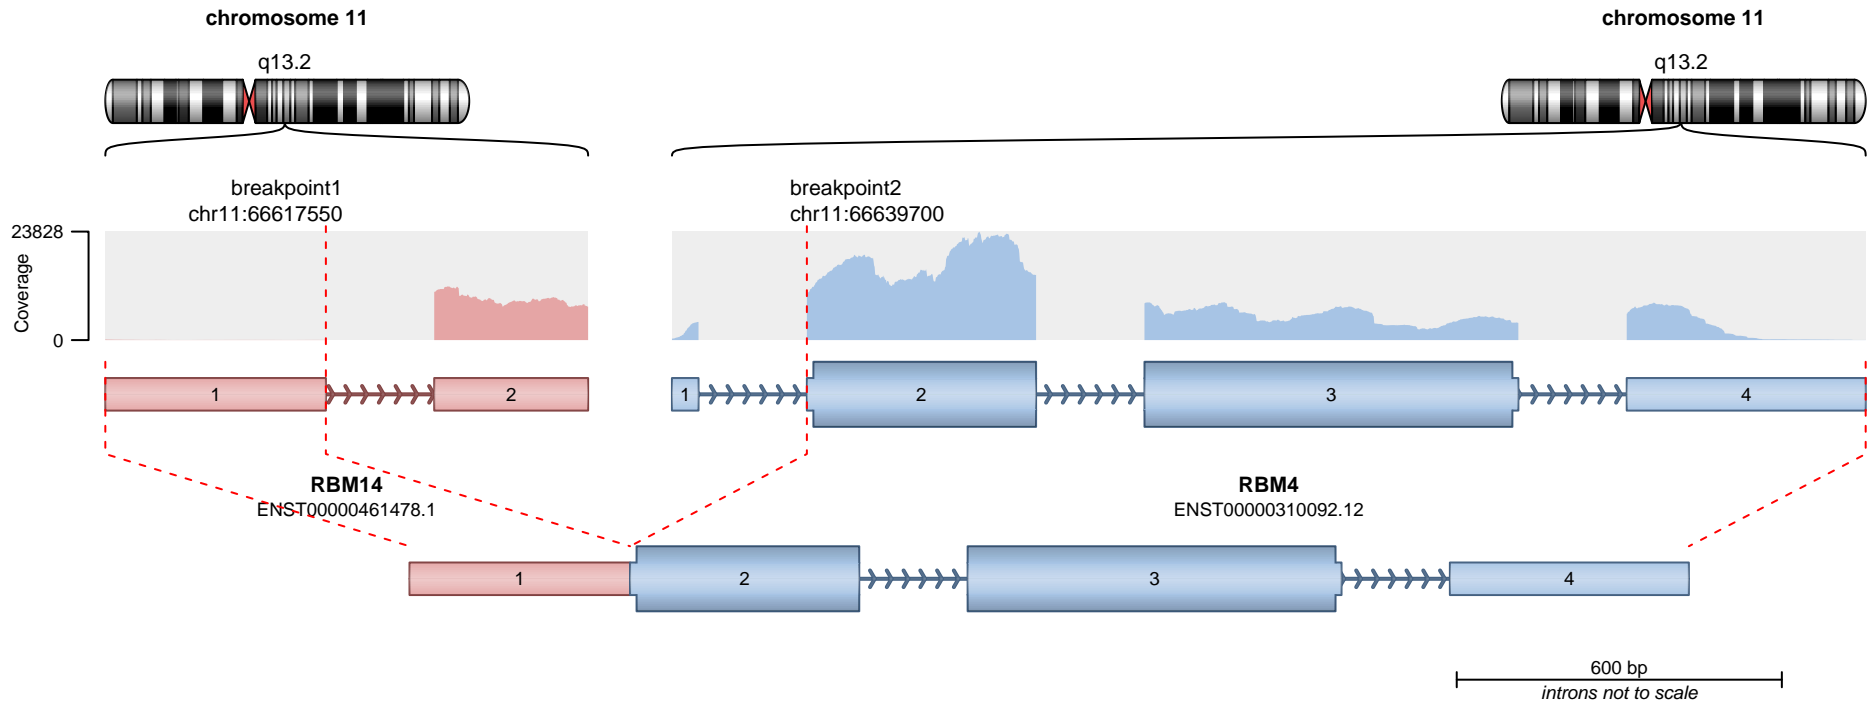 chromosome 11
chromosome 11
q13.2
q13.2
breakpoint1
chr11:66617550
breakpoint2
chr11:66639700
23828
Coverage
0
1
2
1
2
3
4
RBM14
ENST00000461478.1
RBM4
ENST00000310092.12
1
2
3
4
600 bp
introns not to scale